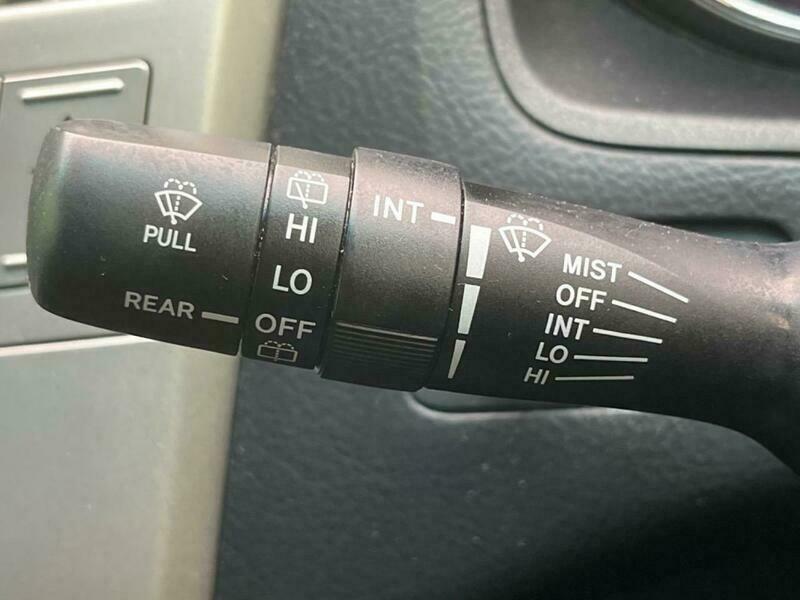 PULL
REAR
HI
LO
OFF
INT
MIST
OFF
INT
LO
HI